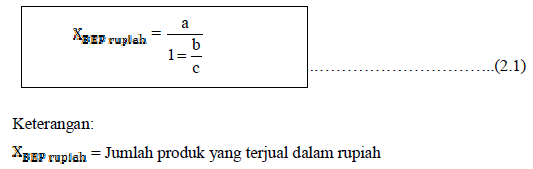 X_BEP rupiah = a / (1= b / c) ……………………………..(2.1)
Keterangan:
X_BEP rupiah = Jumlah produk yang terjual dalam rupiah